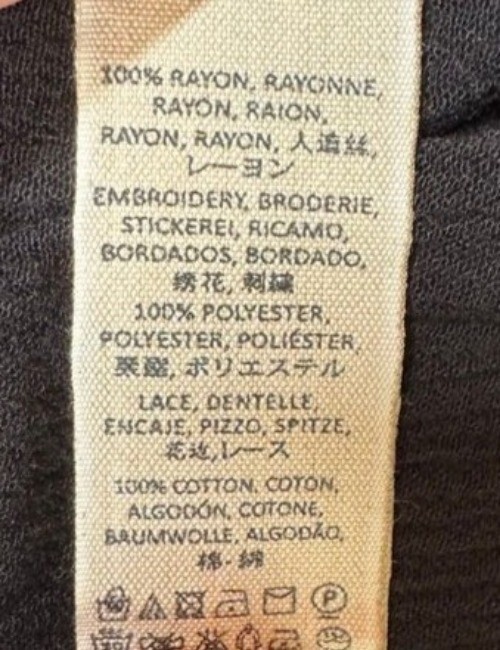 100% RAYON, RAYONNE,
RAYON, RAION,
RAYON, RAYON, 人造絲,
レーヨン
EMBROIDERY, BRODERIE,
STICKEREI, RICAMO,
BORDADOS, BORDADO,
绣花, 刺繍
100% POLYESTER,
POLYESTER, POLIÉSTER,
聚酯, ポリエステル
LACE, DENTELLE,
ENCAJE, PIZZO, SPITZE,
花边,レース
100% COTTON, COTON,
ALGODÓN, COTONE,
BAUMWOLLE, ALGODÃO,
棉- 綿
P